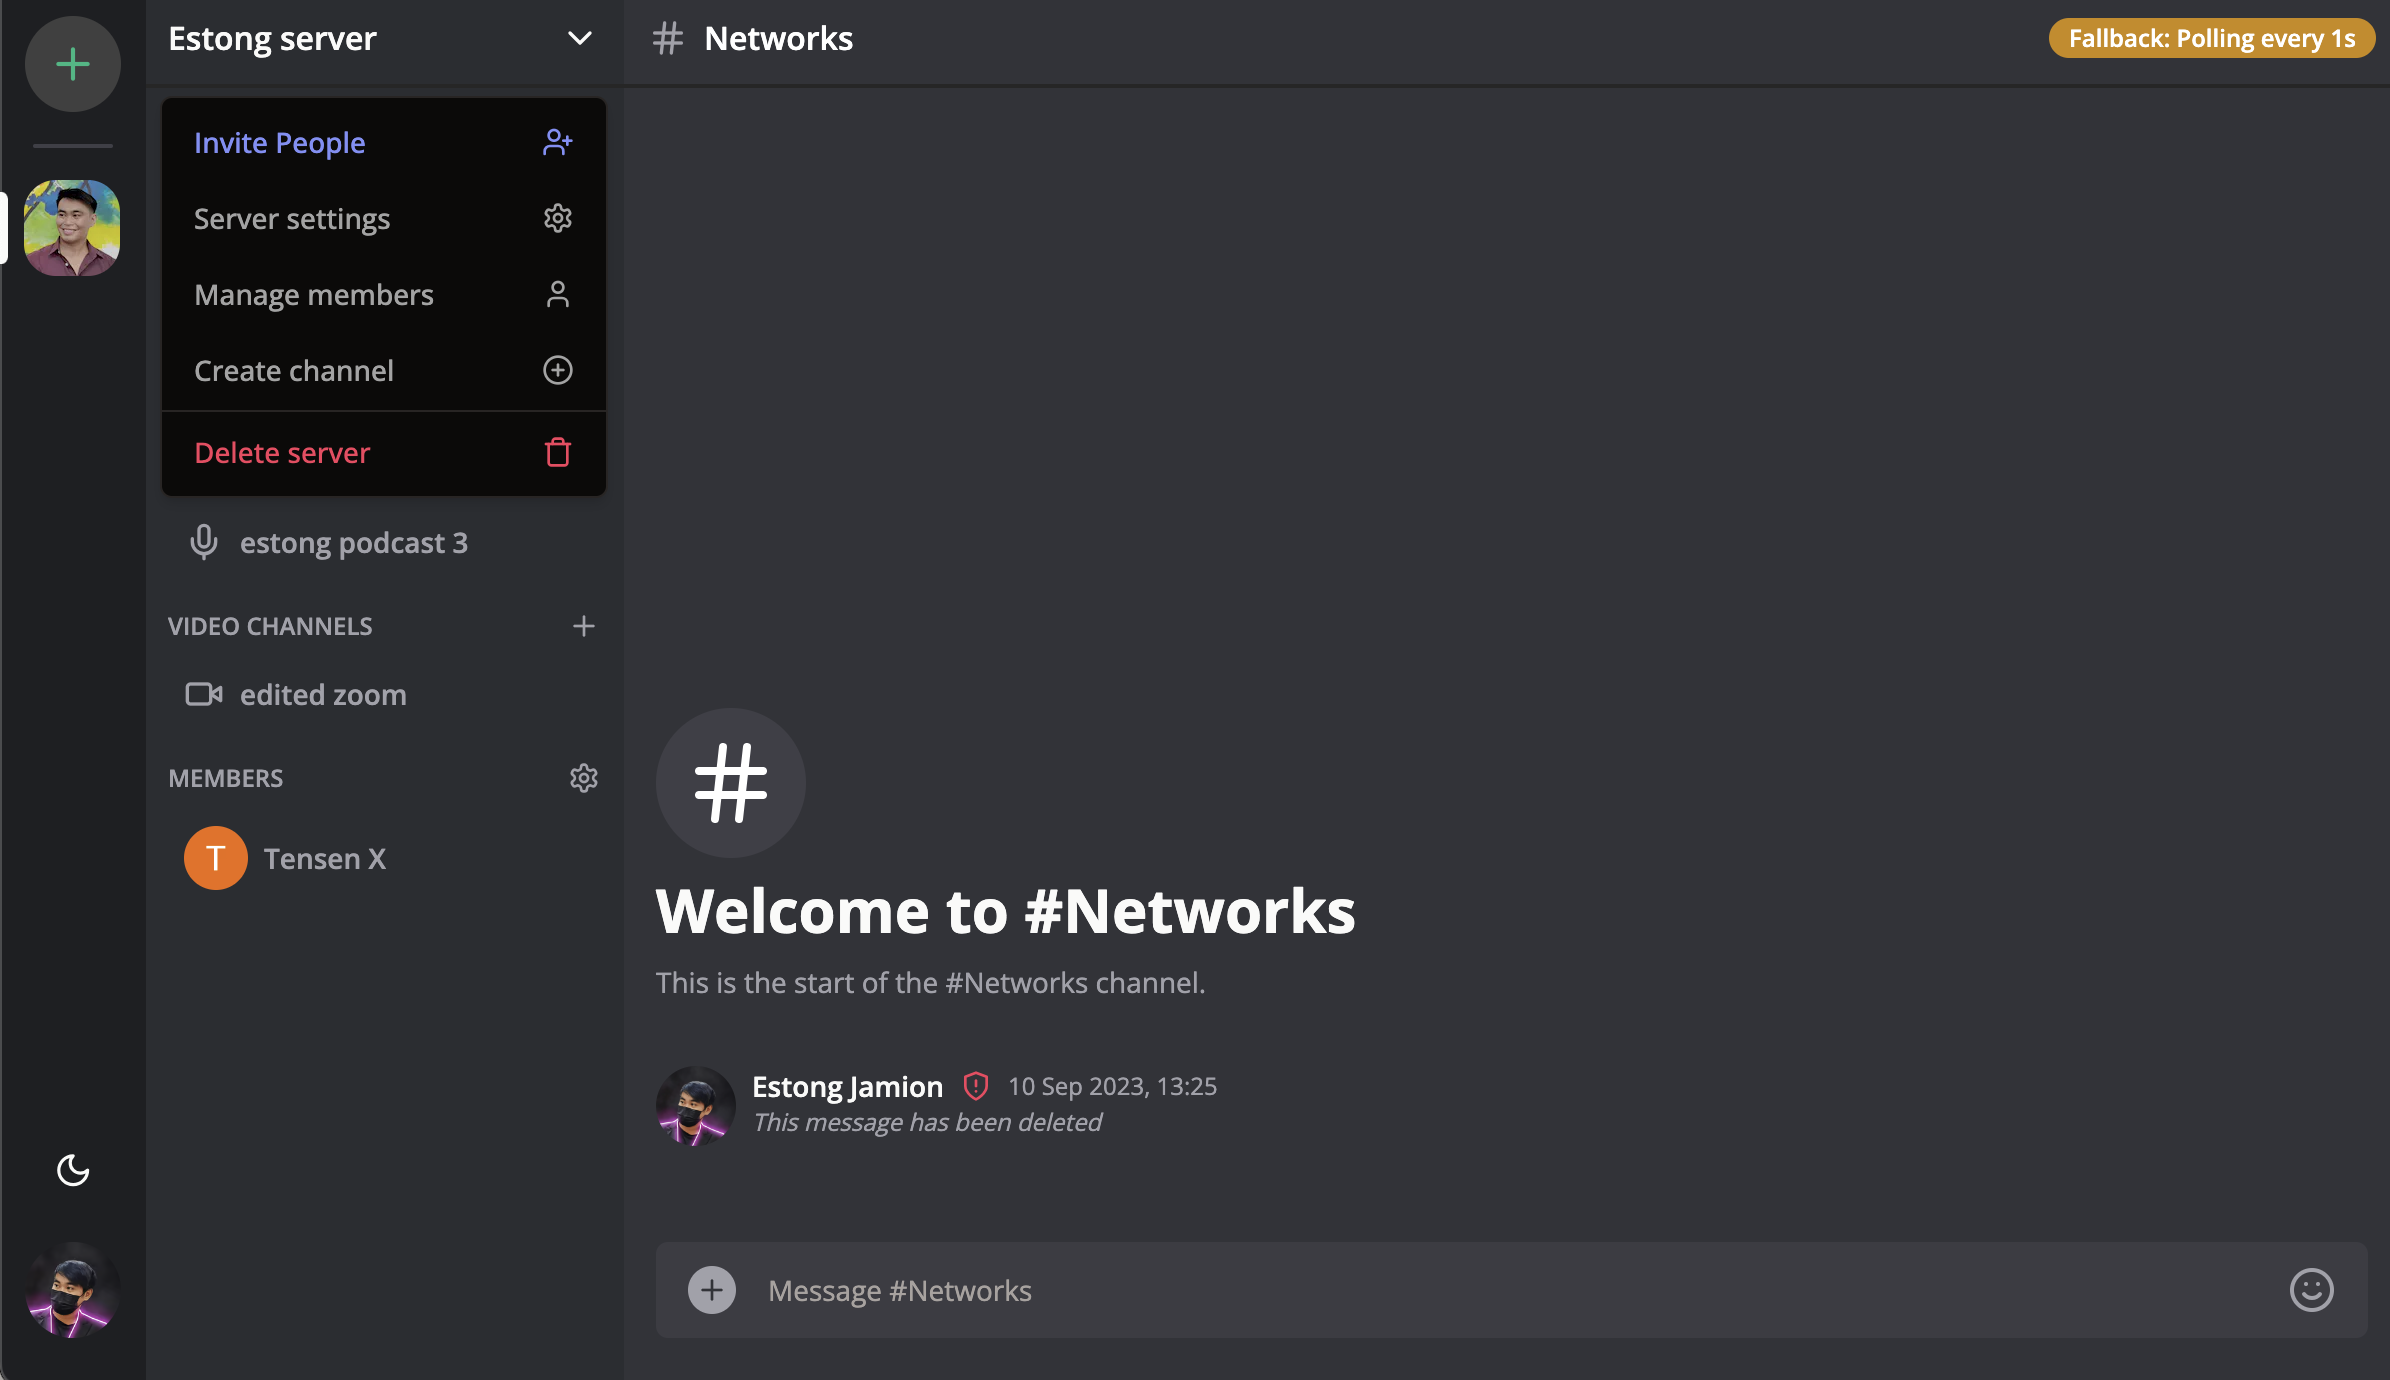 Estong server
Networks
Fallback: Polling every 1s
Invite People
Server settings
Manage members
Create channel
Delete server
estong podcast 3
VIDEO CHANNELS
edited zoom
MEMBERS
T
Tensen X
Welcome to #Networks
This is the start of the #Networks channel.
Estong Jamion 10 Sep 2023, 13:25
This message has been deleted
Message #Networks